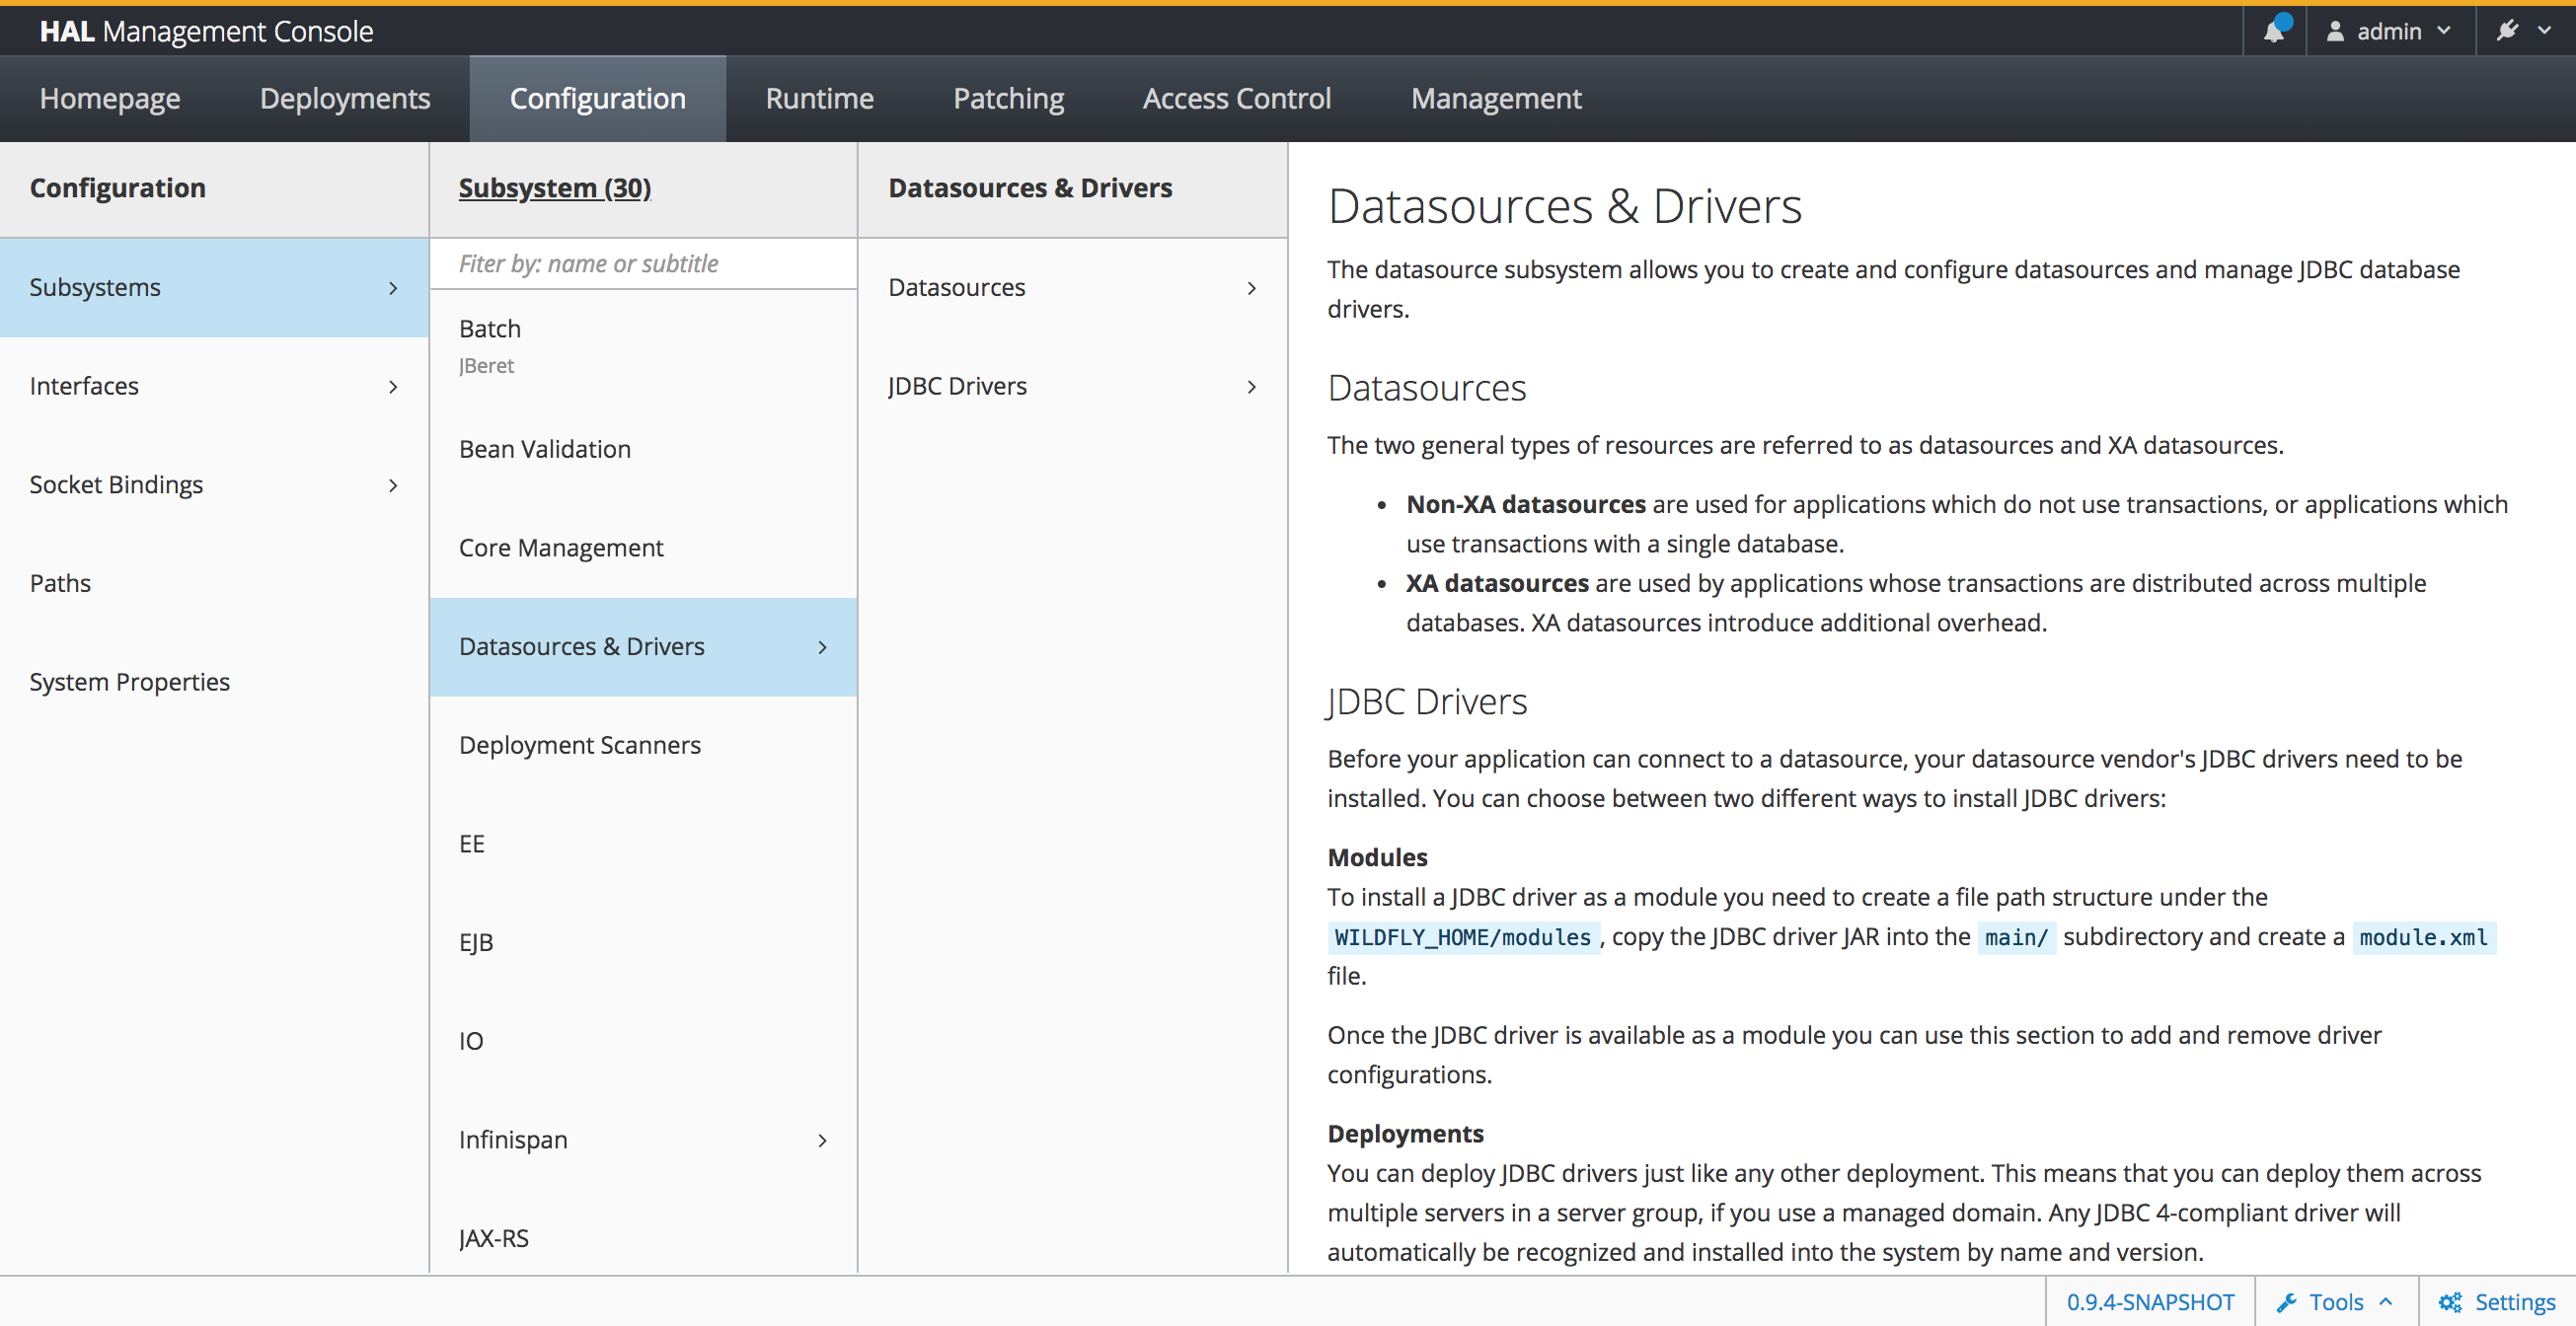 HAL Management Console
admin
Homepage
Deployments
Configuration
Runtime
Patching
Access Control
Management
Configuration
Subsystems
Interfaces
Socket Bindings
Paths
System Properties
Subsystem (30)
Fiter by: name or subtitle
Batch
JBeret
Bean Validation
Core Management
Datasources & Drivers
Deployment Scanners
EE
EJB
IO
Infinispan
JAX-RS
Datasources & Drivers
Datasources
JDBC Drivers
Datasources & Drivers
The datasource subsystem allows you to create and configure datasources and manage JDBC database
drivers.
Datasources
The two general types of resources are referred to as datasources and XA datasources.
• Non-XA datasources are used for applications which do not use transactions, or applications which
use transactions with a single database.
• XA datasources are used by applications whose transactions are distributed across multiple
databases. XA datasources introduce additional overhead.
JDBC Drivers
Before your application can connect to a datasource, your datasource vendor's JDBC drivers need to be
installed. You can choose between two different ways to install JDBC drivers:
Modules
To install a JDBC driver as a module you need to create a file path structure under the
WILDFLY_HOME/modules , copy the JDBC driver JAR into the main/ subdirectory and create a module.xml
file.
Once the JDBC driver is available as a module you can use this section to add and remove driver
configurations.
Deployments
You can deploy JDBC drivers just like any other deployment. This means that you can deploy them across
multiple servers in a server group, if you use a managed domain. Any JDBC 4-compliant driver will
automatically be recognized and installed into the system by name and version.
0.9.4-SNAPSHOT
Tools
Settings